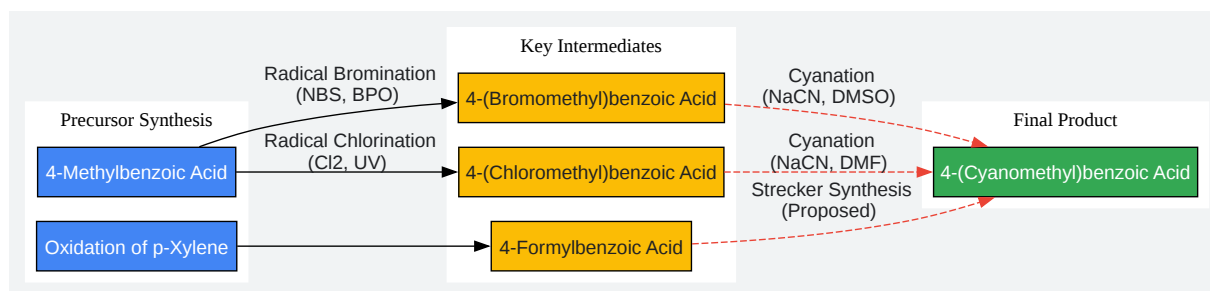 Precursor Synthesis
4-Methylbenzoic Acid
Oxidation of p-Xylene
Radical Bromination
(NBS, BPO)
Radical Chlorination
(Cl2, UV)
Key Intermediates
4-(Bromomethyl)benzoic Acid
4-(Chloromethyl)benzoic Acid
4-Formylbenzoic Acid
Cyanation
(NaCN, DMSO)
Cyanation
(NaCN, DMF)
Strecker Synthesis
(Proposed)
Final Product
4-(Cyanomethyl)benzoic Acid